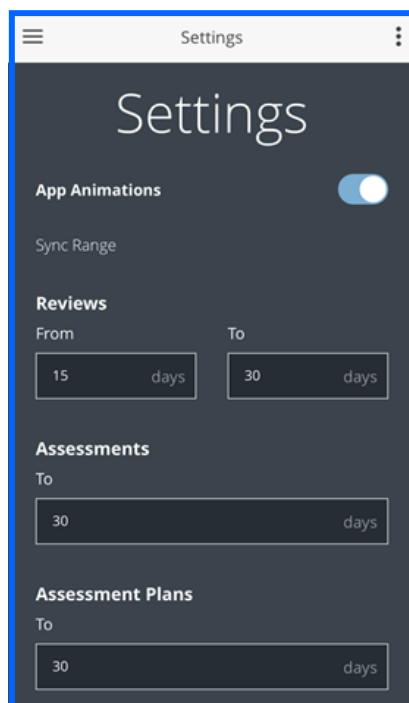 Settings
Settings
App Animations
Sync Range
Reviews
From To
15 days 30 days
Assessments
To
30 days
Assessment Plans
To
30 days